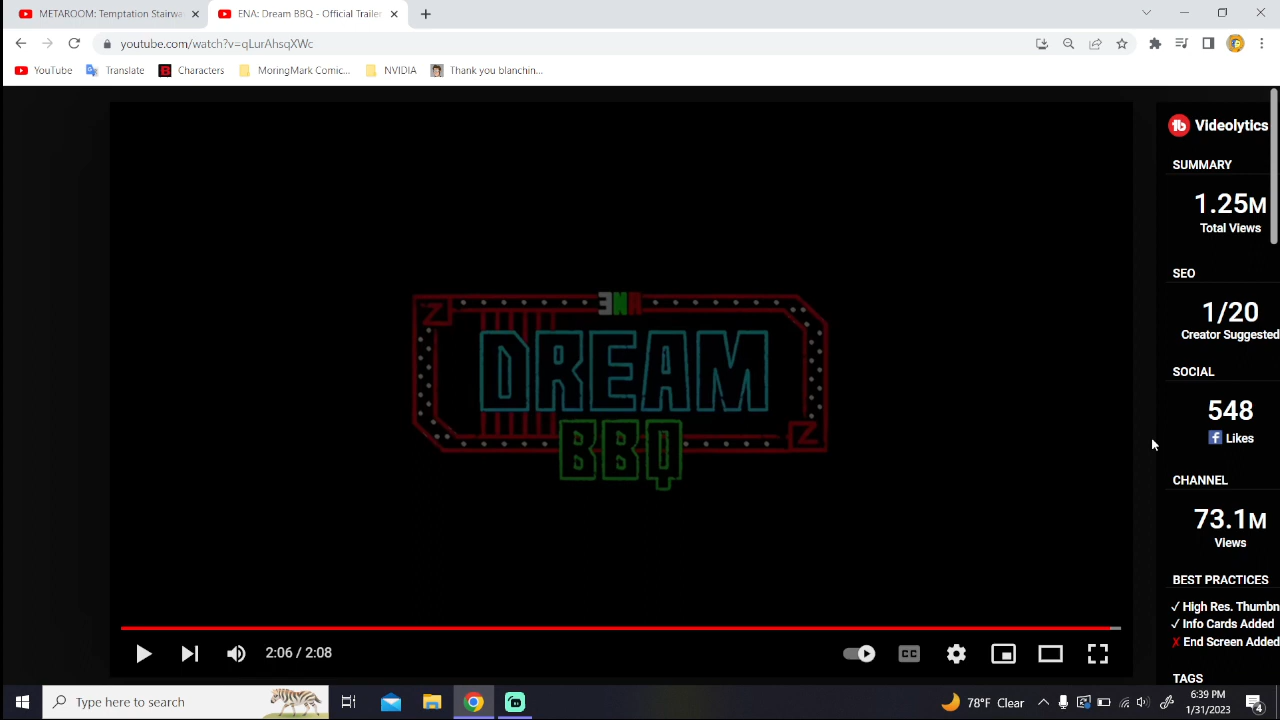 METAROOM: Temptation Stairwa
ENA: Dream BBQ - Official Trailer
youtube.com/watch?v=qLurAhsqXWc
YouTube
Translate
Characters
MoringMark Comic...
NVIDIA
Thank you blanchin...
Videolytics
SUMMARY
1.25M
Total Views
SEO
1/20
Creator Suggested
SOCIAL
548
Likes
CHANNEL
73.1M
Views
BEST PRACTICES
✓ High Res. Thumbn
✓ Info Cards Added
✗ End Screen Added
TAGS
Z
ENA
DREAM
BBQ
Z
2:06 / 2:08
CC
Type here to search
78°F Clear
6:39 PM
1/31/2023
4